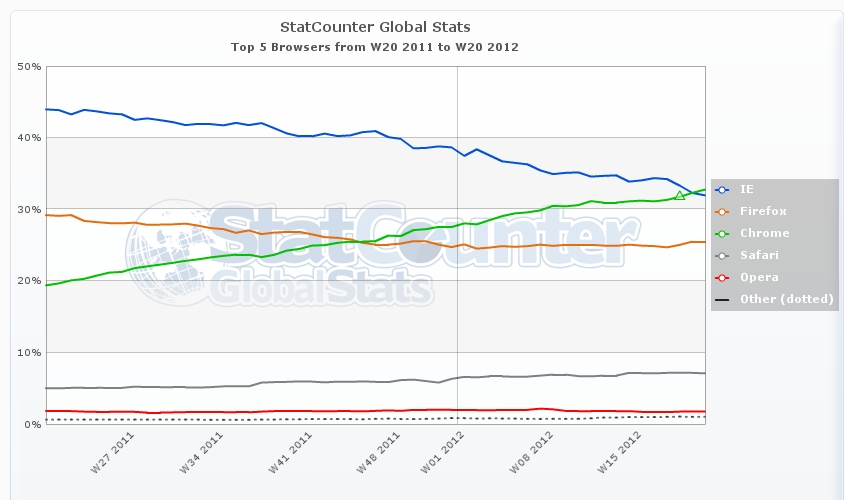 StatCounter Global Stats
Top 5 Browsers from W20 2011 to W20 2012
50%
40%
30%
20%
10%
0%
StatCounter
GlobalStats
IE
Firefox
Chrome
Safari
Opera
Other (dotted)
W27 2011
W34 2011
W41 2011
W48 2011
W01 2012
W08 2012
W15 2012